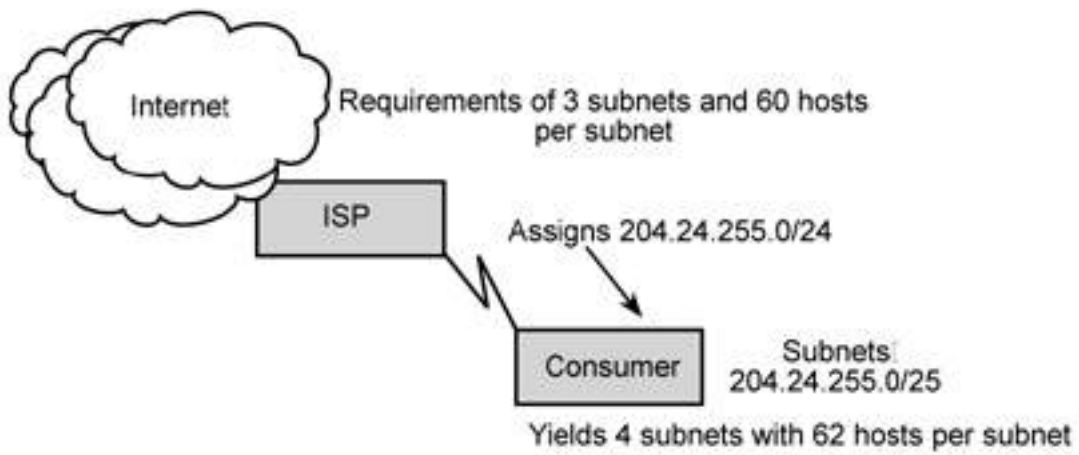 Internet
Requirements of 3 subnets and 60 hosts
per subnet
ISP
Assigns 204.24.255.0/24
Consumer
Subnets:
204.24.255.0/25
Yields 4 subnets with 62 hosts per subnet